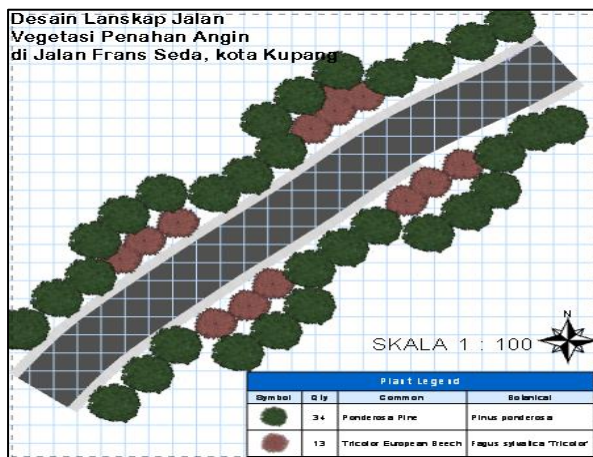 Desain Lanskap Jalan
Vegetasi Penahan Angin
di Jalan Frans Seda, kota Kupang
N
SKALA 1 : 100
Plant Legend
Symbol Qty Common Botanical
34 Ponderosa Pine Pinus ponderosa
13 Tricolor European Beech Fagus sylvatica 'Tricolor'